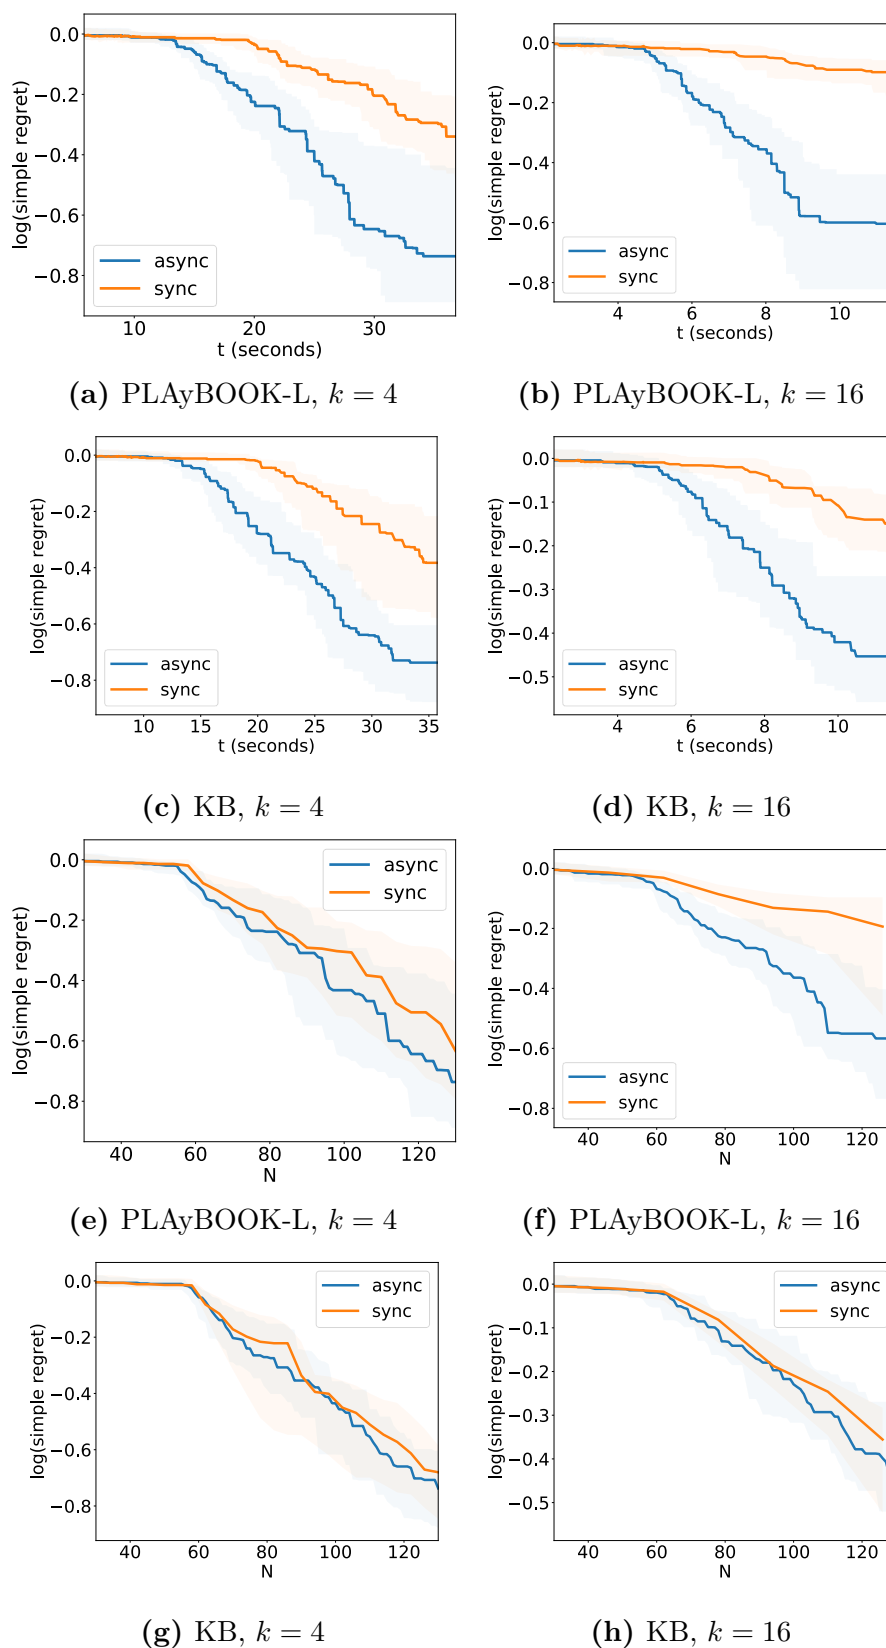 0.0
−0.2
−0.4
−0.6
−0.8
log(simple regret)
async
sync
10
20
30
t (seconds)
(a) PLAyBOOK-L, k = 4
0.0
−0.2
−0.4
−0.6
−0.8
log(simple regret)
async
sync
4
6
8
10
t (seconds)
(b) PLAyBOOK-L, k = 16
0.0
−0.2
−0.4
−0.6
−0.8
log(simple regret)
async
sync
10
15
20
25
30
35
t (seconds)
(c) KB, k = 4
0.0
−0.1
−0.2
−0.3
−0.4
−0.5
log(simple regret)
async
sync
4
6
8
10
t (seconds)
(d) KB, k = 16
0.0
−0.2
−0.4
−0.6
−0.8
log(simple regret)
async
sync
40
60
80
100
120
N
(e) PLAyBOOK-L, k = 4
0.0
−0.2
−0.4
−0.6
−0.8
log(simple regret)
async
sync
40
60
80
100
120
N
(f) PLAyBOOK-L, k = 16
0.0
−0.2
−0.4
−0.6
−0.8
log(simple regret)
async
sync
40
60
80
100
120
N
(g) KB, k = 4
0.0
−0.1
−0.2
−0.3
−0.4
−0.5
log(simple regret)
async
sync
40
60
80
100
120
N
(h) KB, k = 16